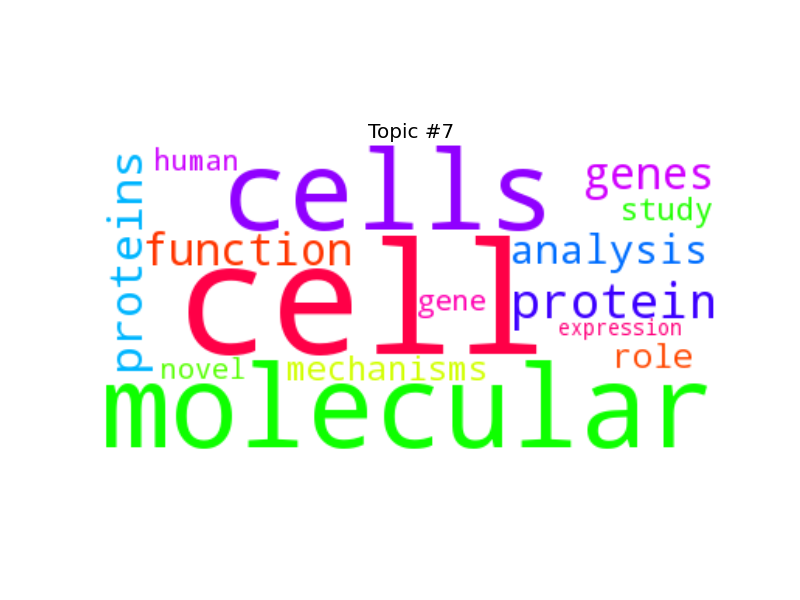 Topic #7
human
cells
genes
proteins
study
function
analysis
cell
gene
protein
expression
role
novel
mechanisms
molecular